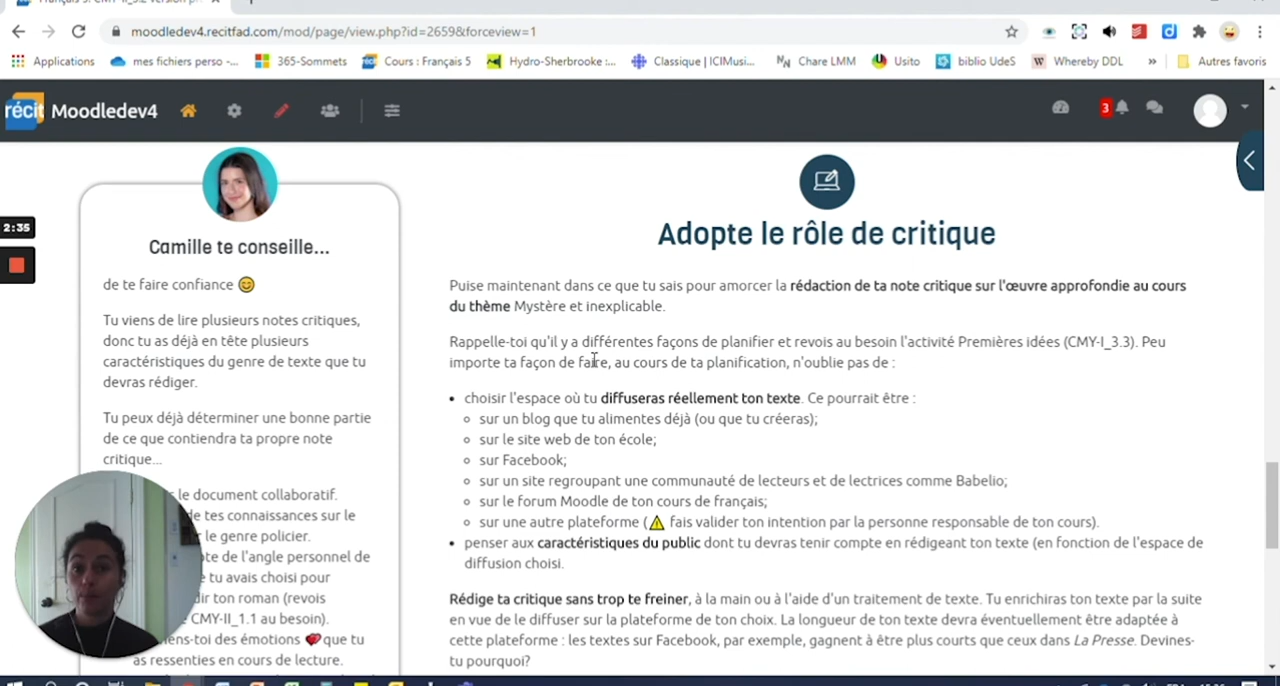 moodledev4.recitfad.com/mod/page/view.php?id=2659&forceview=1
Applications
mes fichiers perso -...
365-Sommets
Cours : Français 5
Hydro-Sherbrooke :...
Classique | ICIMusi...
Chare LMM
Usito
biblio UdeS
Whereby DDL
»
Autres favoris
récit
Moodledev4
3
2:35
Camille te conseille...
de te faire confiance 😊
Tu viens de lire plusieurs notes critiques,
donc tu as déjà en tête plusieurs
caractéristiques du genre de texte que tu
devras rédiger.
Tu peux déjà déterminer une bonne partie
de ce que contiendra ta propre note
critique...
le document collaboratif.
de tes connaissances sur le
le genre policier.
de l'angle personnel de
tu avais choisi pour
ton roman (revois
CMY-II_1.1 au besoin).
-toi des émotions 💔 que tu
as ressenties en cours de lecture.
Adopte le rôle de critique
Puise maintenant dans ce que tu sais pour amorcer la rédaction de ta note critique sur l'œuvre approfondie au cours
du thème Mystère et inexplicable.
Rappelle-toi qu'il y a différentes façons de planifier et revois au besoin l'activité Premières idées (CMY-I_3.3). Peu
importe ta façon de faire, au cours de ta planification, n'oublie pas de :
• choisir l'espace où tu diffuseras réellement ton texte. Ce pourrait être :
◦ sur un blog que tu alimentes déjà (ou que tu créeras);
◦ sur le site web de ton école;
◦ sur Facebook;
◦ sur un site regroupant une communauté de lecteurs et de lectrices comme Babelio;
◦ sur le forum Moodle de ton cours de français;
◦ sur une autre plateforme (⚠ fais valider ton intention par la personne responsable de ton cours).
• penser aux caractéristiques du public dont tu devras tenir compte en rédigeant ton texte (en fonction de l'espace de
diffusion choisi.
Rédige ta critique sans trop te freiner, à la main ou à l'aide d'un traitement de texte. Tu enrichiras ton texte par la suite
en vue de le diffuser sur la plateforme de ton choix. La longueur de ton texte devra éventuellement être adaptée à
cette plateforme : les textes sur Facebook, par exemple, gagnent à être plus courts que ceux dans La Presse. Devines-
tu pourquoi?